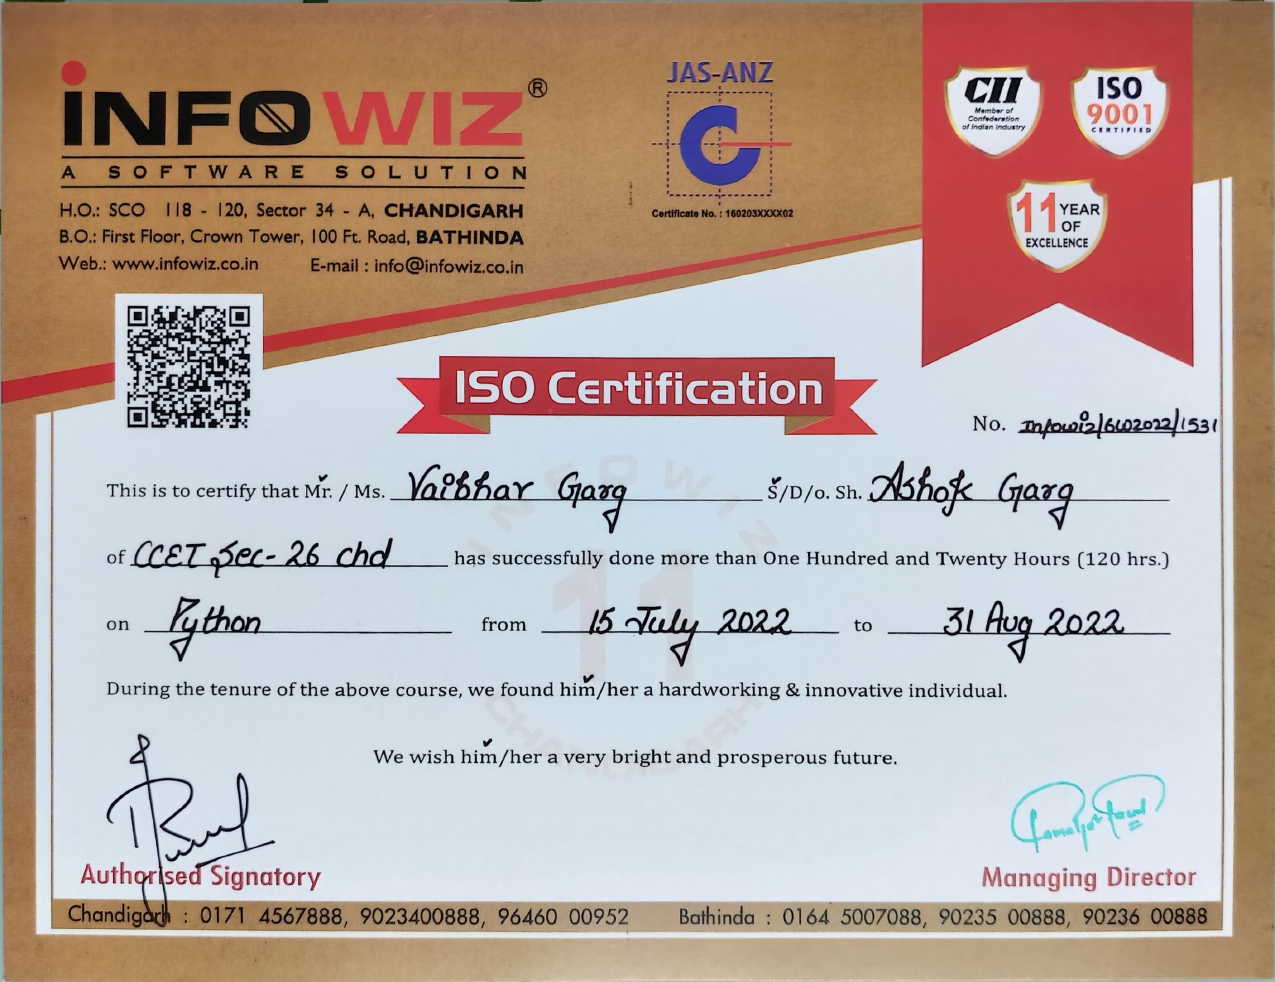 iNFOWIZ®
A SOFTWARE SOLUTION
H.O.: SCO 118 - 120, Sector 34 - A, CHANDIGARH
B.O.: First Floor, Crown Tower, 100 Ft. Road, BATHINDA
Web.: www.infowiz.co.in E-mail : info@infowiz.co.in
JAS-ANZ
Certificate No. : 160203XXXX02
CII
Member of
Confederation
of Indian Industry
ISO
9001
CERTIFIED
11 YEAR
OF
EXCELLENCE
ISO Certification
No. Infowiz/6W2022/1531
This is to certify that Mr. / Ms. Vaibhav Garg S/D/o. Sh. Ashok Garg
of CCET, Sec-26 chd has successfully done more than One Hundred and Twenty Hours (120 hrs.)
on Python from 15 July 2022 to 31 Aug 2022
During the tenure of the above course, we found him/her a hardworking & innovative individual.
We wish him/her a very bright and prosperous future.
INFOWIZ
11
CHANDIGARH
Authorised Signatory
Managing Director
Chandigarh : 0171 4567888, 9023400888, 96460 00952 Bathinda : 0164 5007088, 90235 00888, 90236 00888